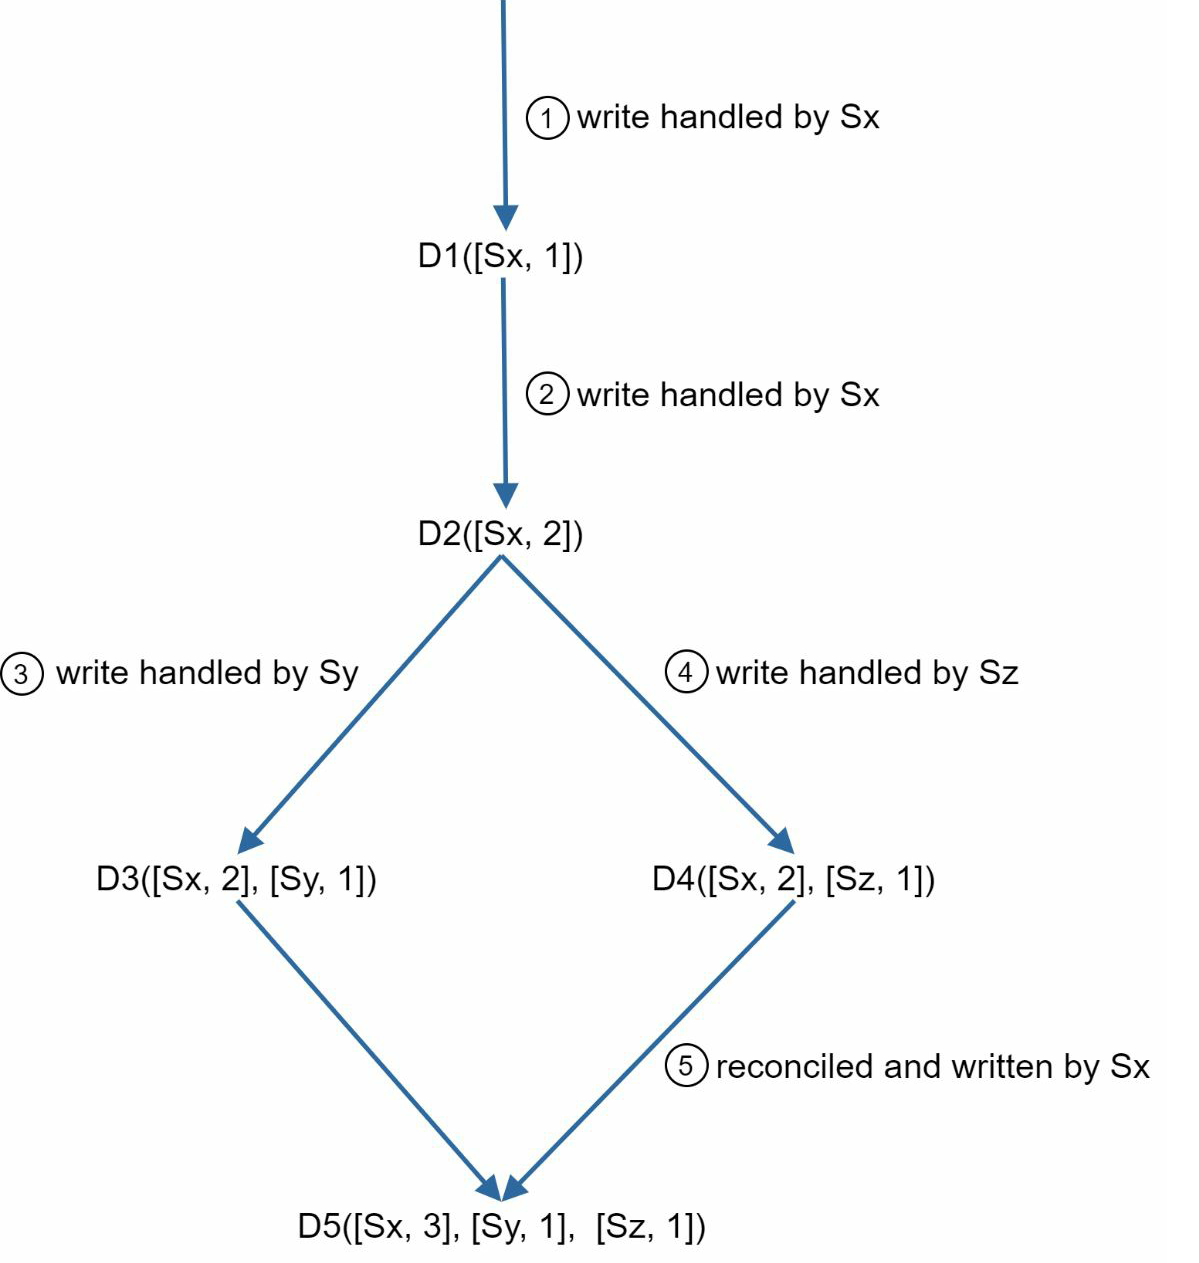 ① write handled by Sx
D1([Sx, 1])
② write handled by Sx
D2([Sx, 2])
③ write handled by Sy
④ write handled by Sz
D3([Sx, 2], [Sy, 1])
D4([Sx, 2], [Sz, 1])
⑤ reconciled and written by Sx
D5([Sx, 3], [Sy, 1], [Sz, 1])